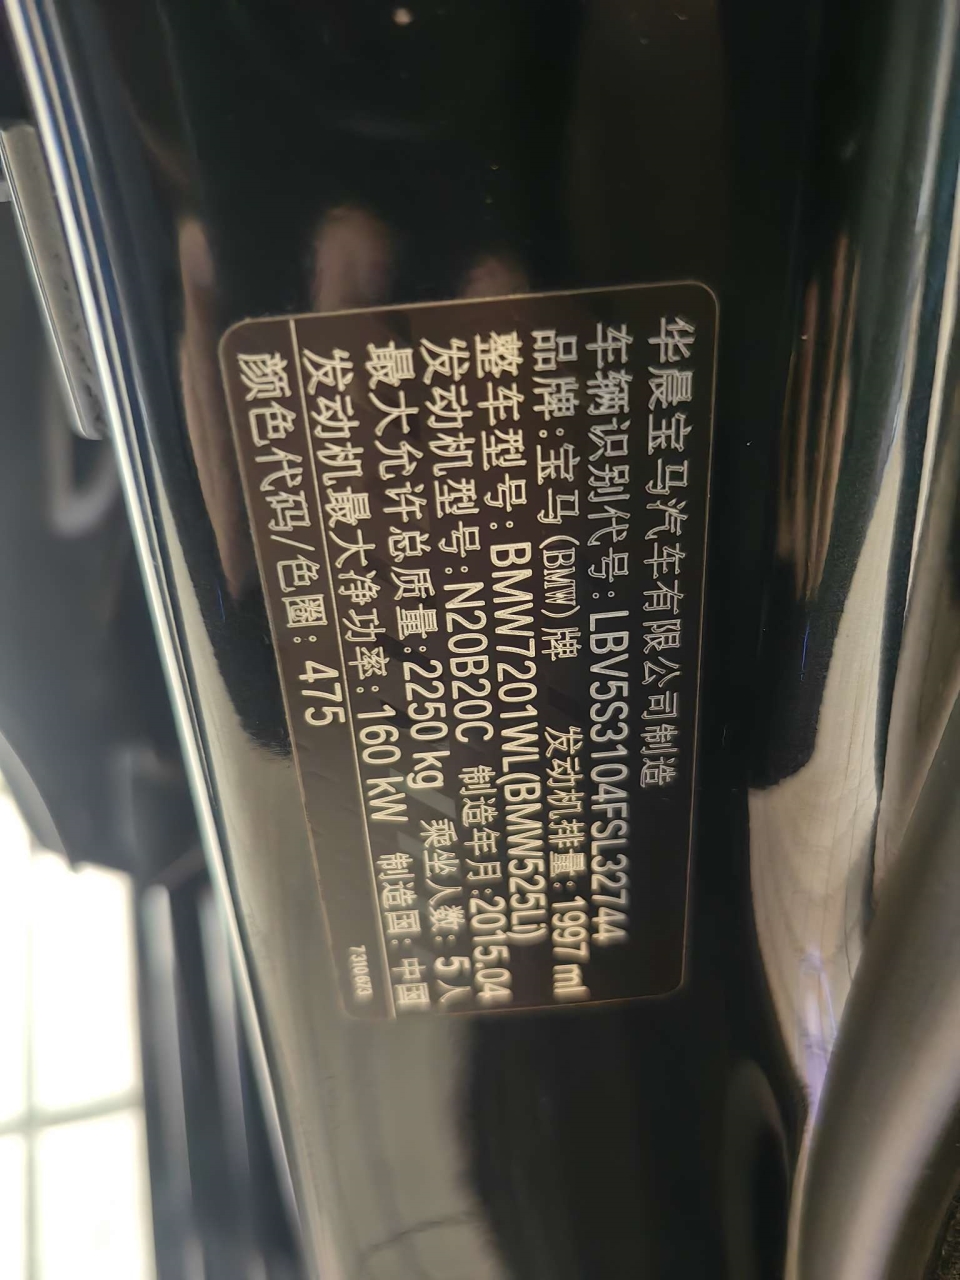 华晨宝马汽车有限公司制造
车辆识别代号:LBV5S3104FSL32744
品牌:宝马(BMW)牌 发动机排量:1997 ml
整车型号:BMW7201WL(BMW525Li)
发动机型号:N20B20C 制造年月:2015.04
最大允许总质量:2250 kg 乘坐人数:5人
发动机最大净功率:160 kW 制造国:中国
颜色代码/色圈:475
7310673